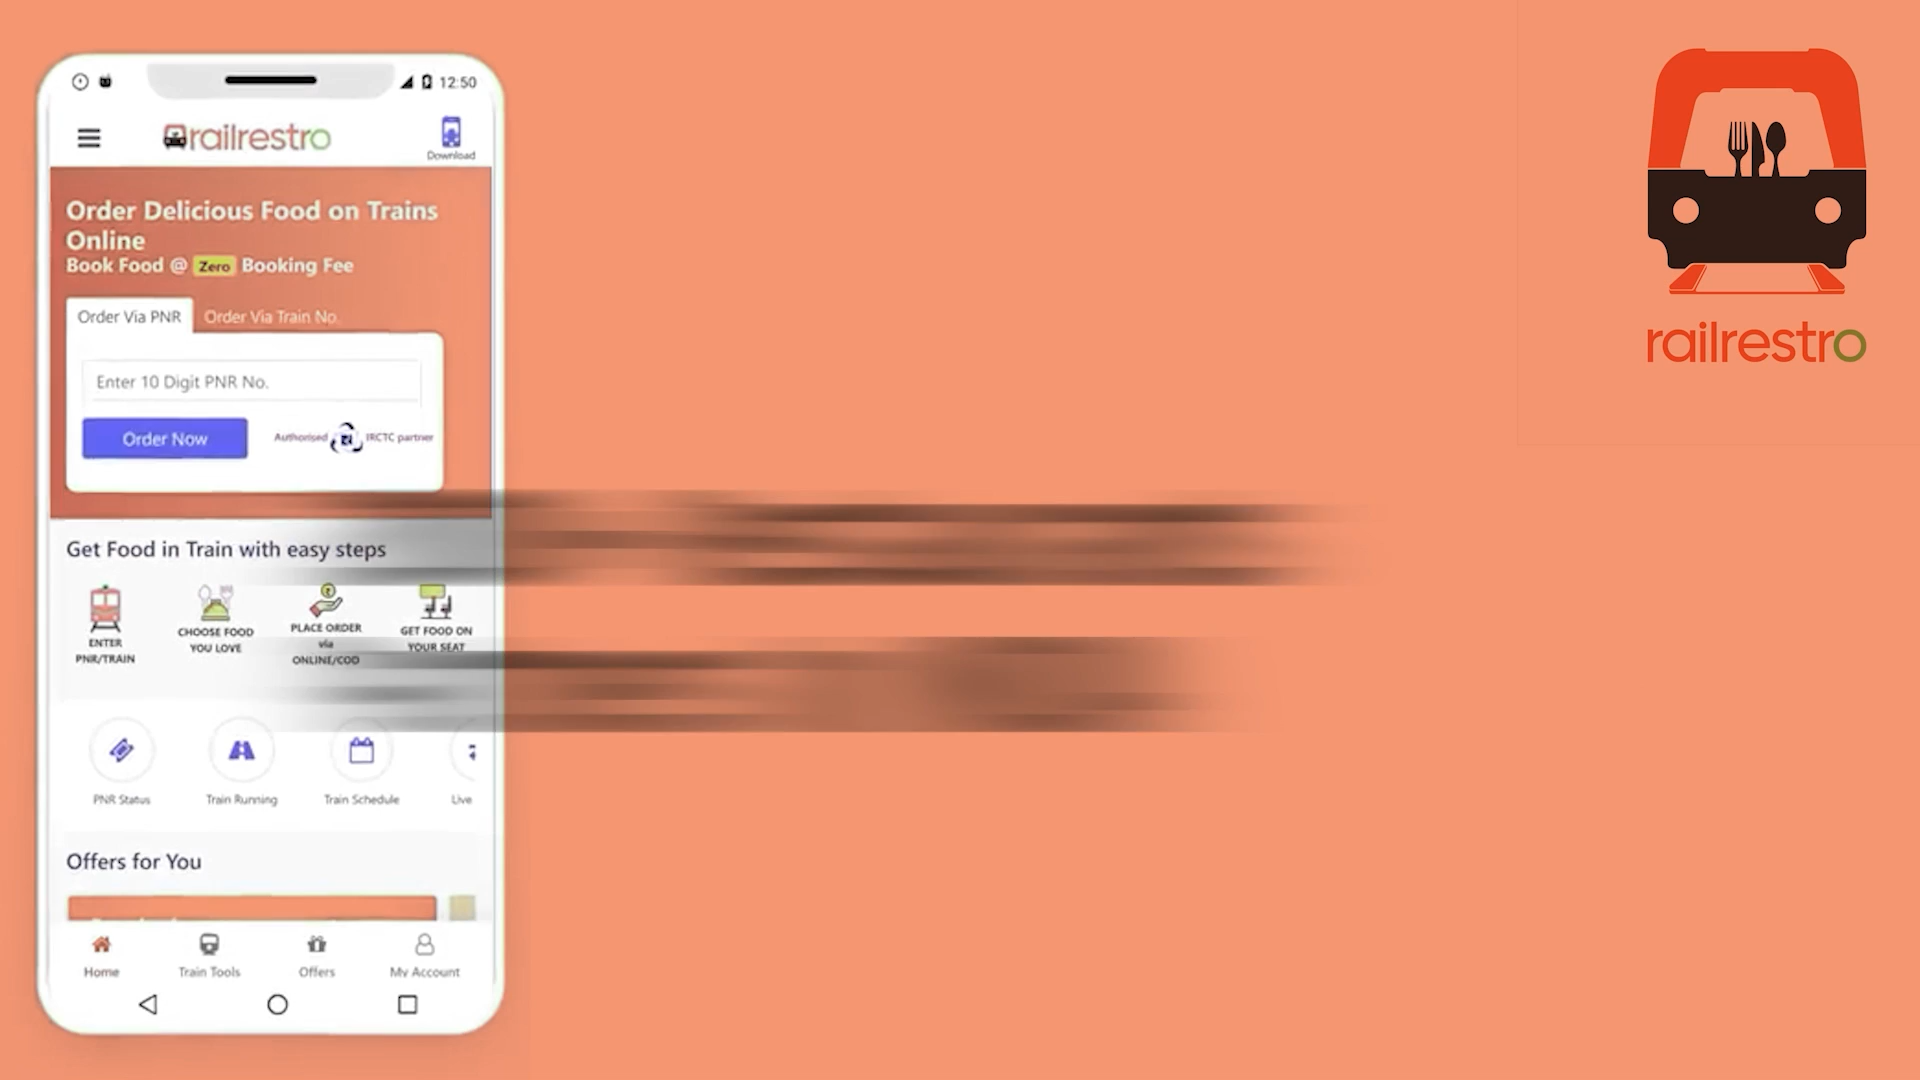 12:50
railrestro
Download
Order Delicious Food on Trains
Online
Book Food @ Zero Booking Fee
Order Via PNR
Order Via Train No.
Enter 10 Digit PNR No.
Order Now
Authorised IRCTC partner
Get Food in Train with easy steps
ENTER
PNR/TRAIN
CHOOSE FOOD
YOU LOVE
PLACE ORDER
via
ONLINE/COD
GET FOOD ON
YOUR SEAT
PNR Status
Train Running
Train Schedule
Live
Offers for You
Home
Train Tools
Offers
My Account
railrestro